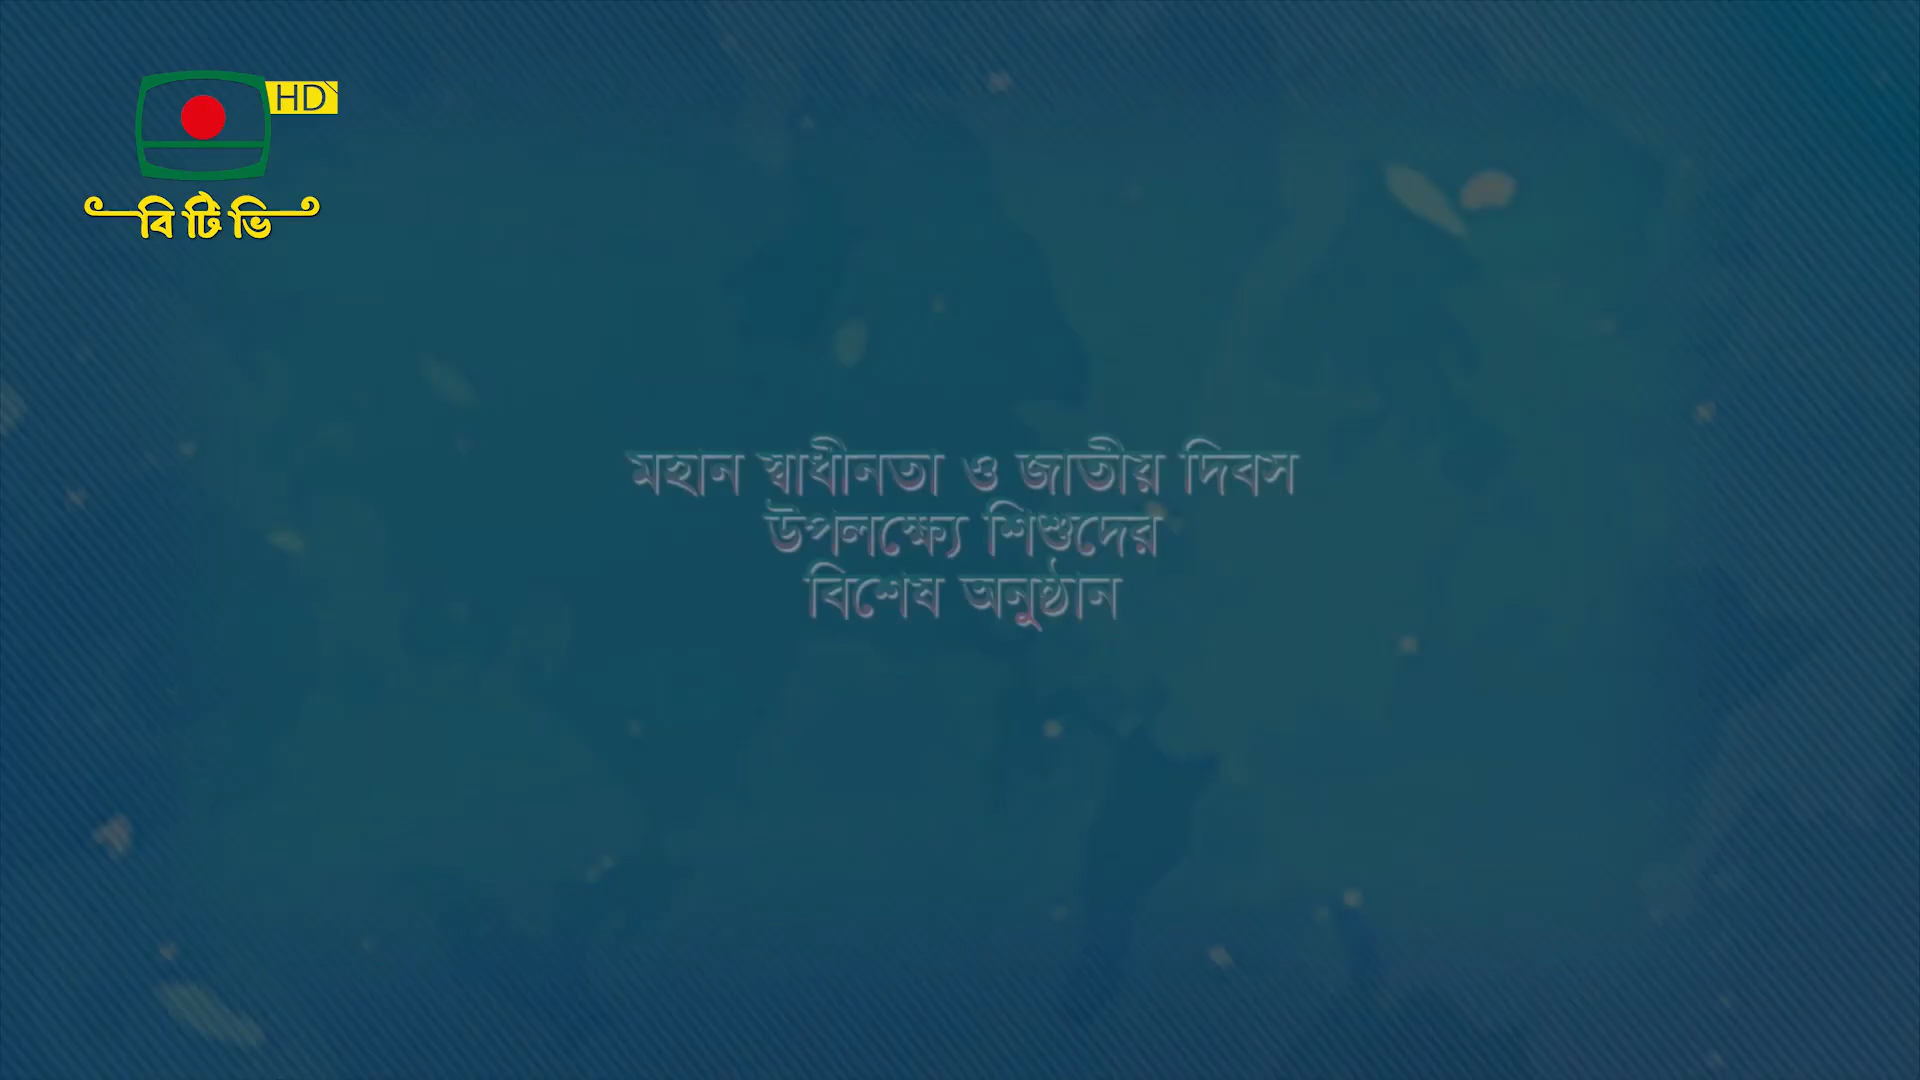 HD
বিটিভি
মহান স্বাধীনতা ও জাতীয় দিবস
উপলক্ষ্যে শিশুদের
বিশেষ অনুষ্ঠান